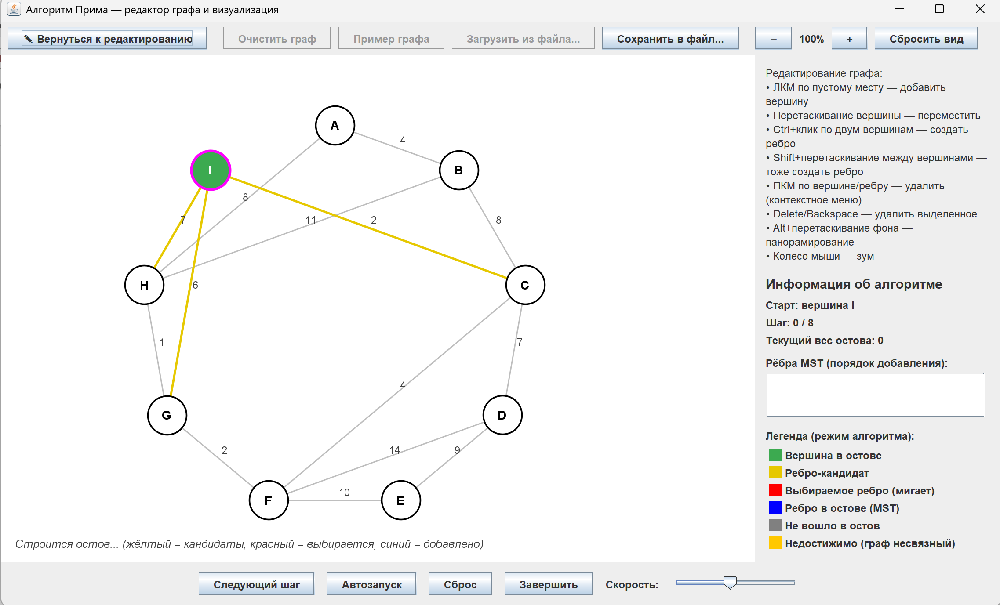 Алгоритм Прима — редактор графа и визуализация
Вернуться к редактированию
Очистить граф
Пример графа
Загрузить из файла...
Сохранить в файл...
–
100%
+
Сбросить вид
A
4
I
B
8
7
11
2
8
H
6
C
1
7
4
G
D
2
14
9
10
F
E
Строится остов... (жёлтый = кандидаты, красный = выбирается, синий = добавлено)
Редактирование графа:
• ЛКМ по пустому месту — добавить
вершину
• Перетаскивание вершины — переместить
• Ctrl+клик по двум вершинам — создать
ребро
• Shift+перетаскивание между вершинами —
тоже создать ребро
• ПКМ по вершине/ребру — удалить
(контекстное меню)
• Delete/Backspace — удалить выделенное
• Alt+перетаскивание фона —
панорамирование
• Колесо мыши — зум
Информация об алгоритме
Старт: вершина I
Шаг: 0 / 8
Текущий вес остова: 0
Рёбра MST (порядок добавления):
Легенда (режим алгоритма):
Вершина в остове
Ребро-кандидат
Выбираемое ребро (мигает)
Ребро в остове (MST)
Не вошло в остов
Недостижимо (граф несвязный)
Следующий шаг
Автозапуск
Сброс
Завершить
Скорость: